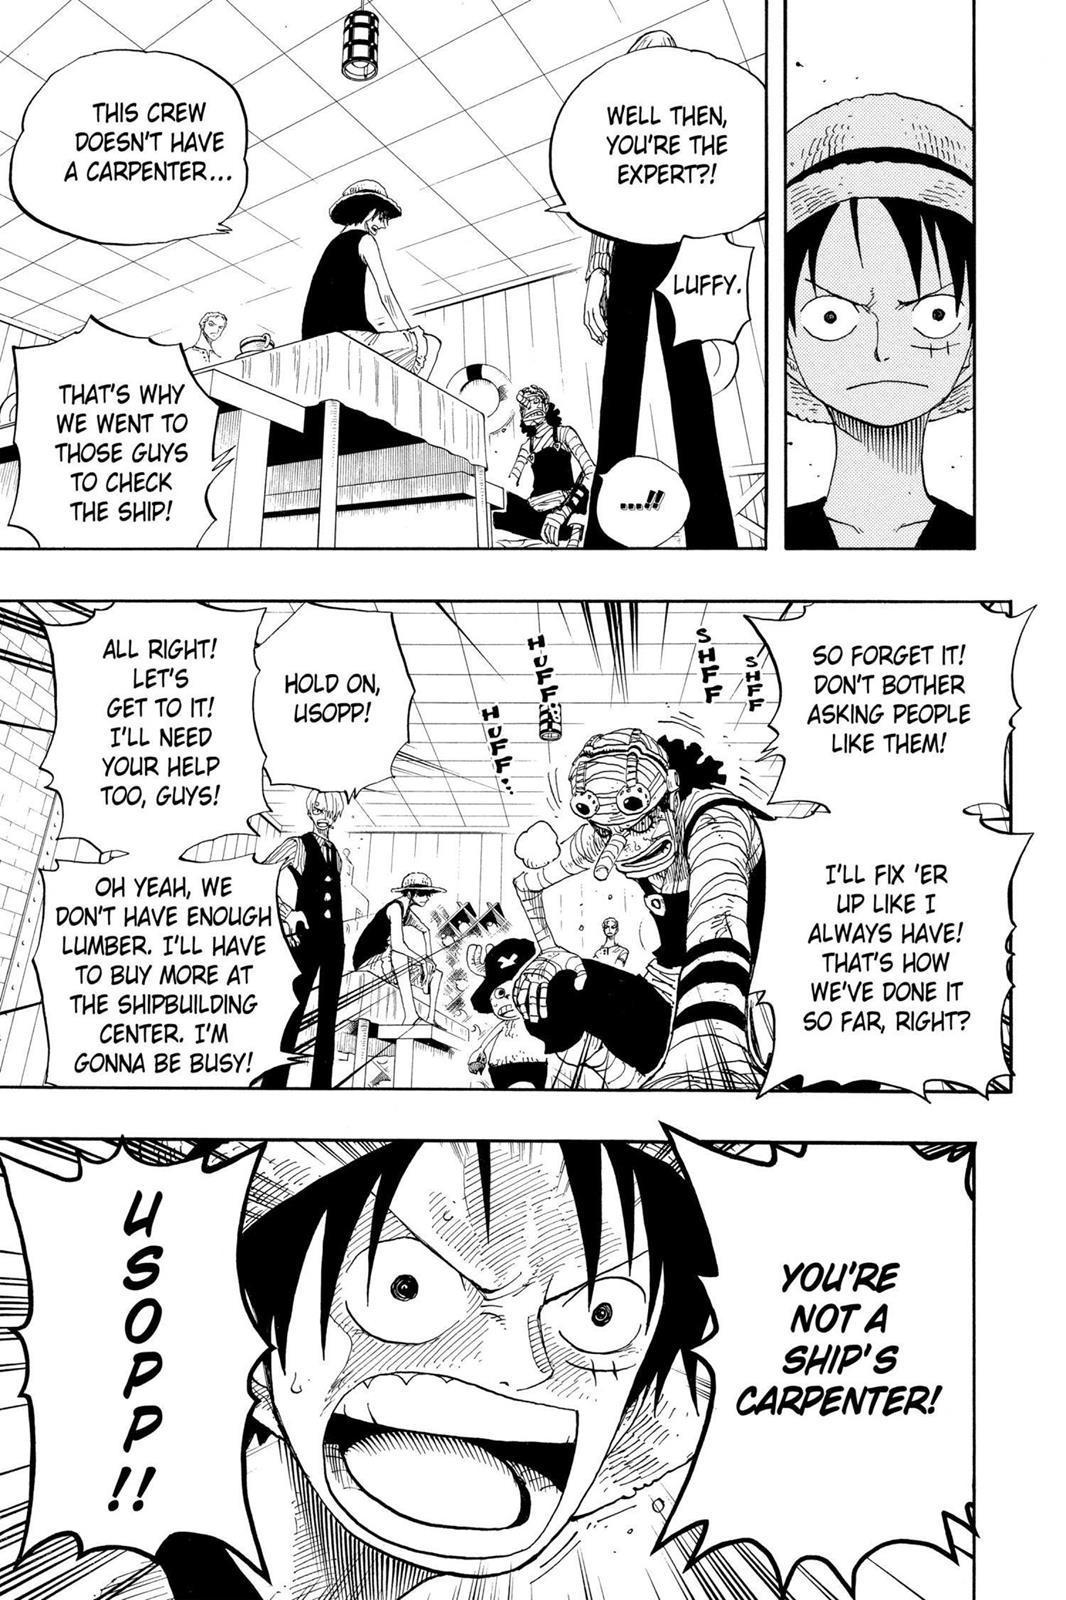 WELL THEN,
YOU'RE THE
EXPERT?!
LUFFY.
....!!
THIS CREW
DOESN'T HAVE
A CARPENTER...
THAT'S WHY
WE WENT TO
THOSE GUYS
TO CHECK
THE SHIP!
SO FORGET IT!
DON'T BOTHER
ASKING PEOPLE
LIKE THEM!
I'LL FIX 'ER
UP LIKE I
ALWAYS HAVE!
THAT'S HOW
WE'VE DONE IT
SO FAR, RIGHT?
SHFF
SHFF
HUFF...
HUFF...
HOLD ON,
USOPP!
ALL RIGHT!
LET'S
GET TO IT!
I'LL NEED
YOUR HELP
TOO, GUYS!
OH YEAH, WE
DON'T HAVE ENOUGH
LUMBER. I'LL HAVE
TO BUY MORE AT
THE SHIPBUILDING
CENTER. I'M
GONNA BE BUSY!
YOU'RE
NOT A
SHIP'S
CARPENTER!
USOPP!!